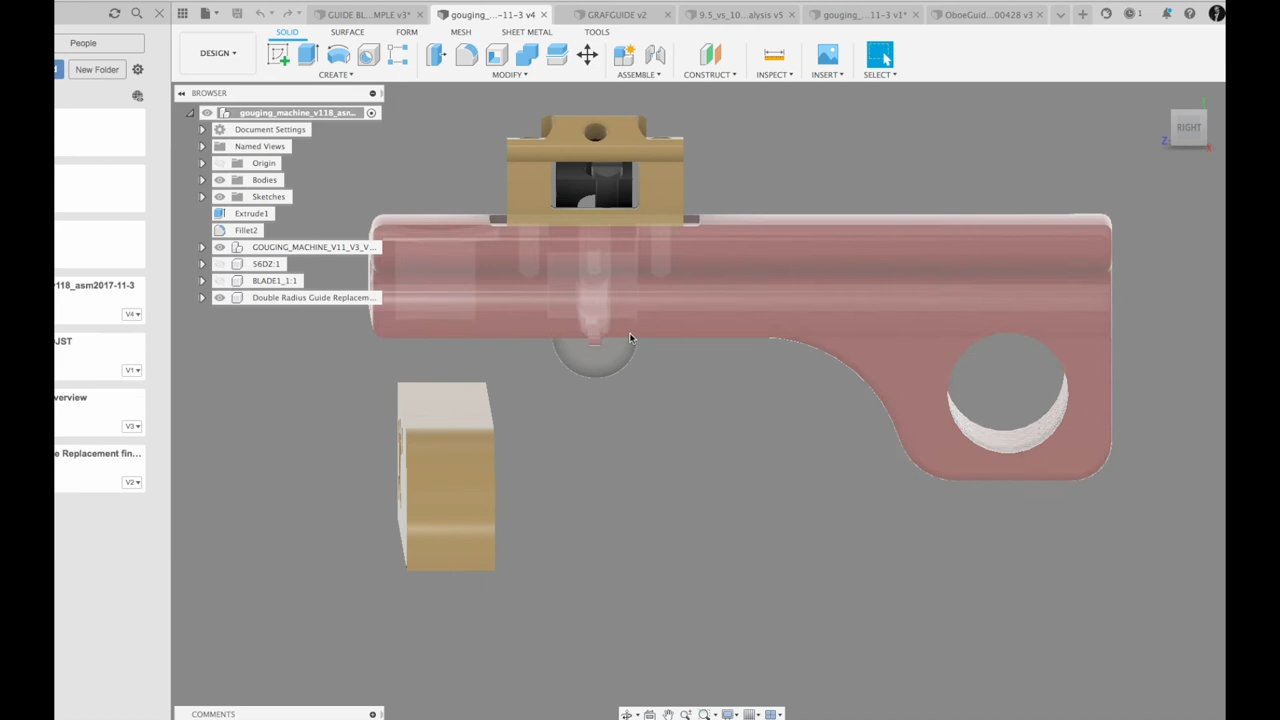 GUIDE BL...MPLE v3*
gouging_...-11-3 v4
GRAFGUIDE v2
9.5_vs_10...alysis v5
gouging_...11-3 v1*
OboeGuid...00428 v3
1
People
New Folder
DESIGN
SOLID
SURFACE
FORM
MESH
SHEET METAL
TOOLS
CREATE
MODIFY
ASSEMBLE
CONSTRUCT
INSPECT
INSERT
SELECT
BROWSER
gouging_machine_v118_asm...
Document Settings
Named Views
Origin
Bodies
Sketches
Extrude1
Fillet2
GOUGING_MACHINE_V11_V3_V...
56DZ:1
BLADE1_1:1
Double Radius Guide Replacem...
v118_asm2017-11-3
V4
JST
V1
verview
V3
e Replacement fin...
V2
RIGHT
Y
Z
X
COMMENTS